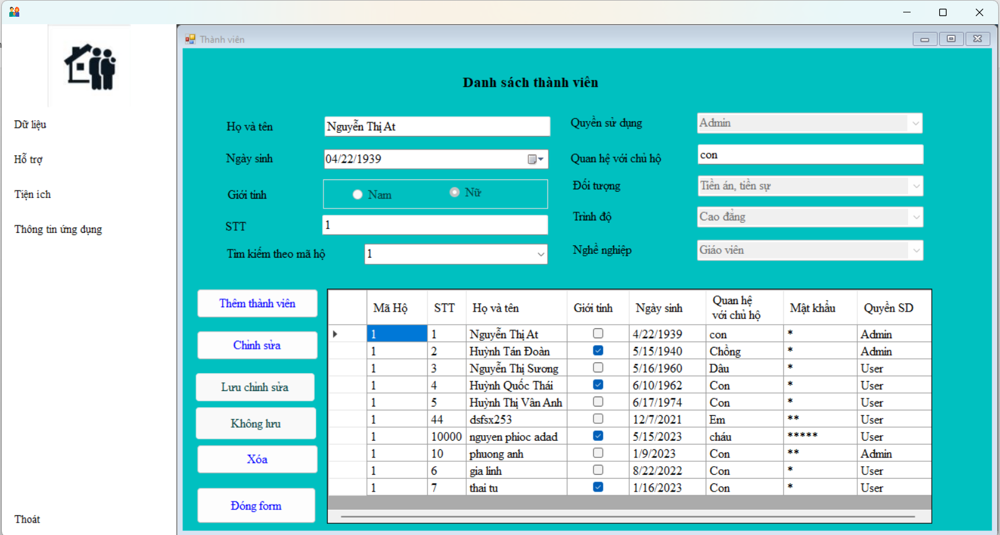 Thành viên
Dữ liệu
Hỗ trợ
Tiện ích
Thông tin ứng dụng
Thoát
Danh sách thành viên
Họ và tên Nguyễn Thị At
Ngày sinh 04/22/1939
Giới tính Nam Nữ
STT 1
Tìm kiếm theo mã hộ 1
Quyền sử dụng Admin
Quan hệ với chủ hộ con
Đối tượng Tiền án, tiền sự
Trình độ Cao đẳng
Nghề nghiệp Giáo viên
Thêm thành viên
Chỉnh sửa
Lưu chỉnh sửa
Không lưu
Xóa
Đóng form
Mã Hộ STT Họ và tên Giới tính Ngày sinh Quan hệ với chủ hộ Mật khẩu Quyền SD
1 1 Nguyễn Thị At 4/22/1939 con * Admin
1 2 Huỳnh Tán Đoàn 5/15/1940 Chồng * Admin
1 3 Nguyễn Thị Sương 5/16/1960 Dâu * User
1 4 Huỳnh Quốc Thái 6/10/1962 Con * User
1 5 Huỳnh Thị Vân Anh 6/17/1974 Con * User
1 44 dsfsx253 12/7/2021 Em ** User
1 10000 nguyen phioc adad 5/15/2023 cháu ***** User
1 10 phuong anh 1/9/2023 Con ** Admin
1 6 gia linh 8/22/2022 Con * User
1 7 thai tu 1/16/2023 Con * User